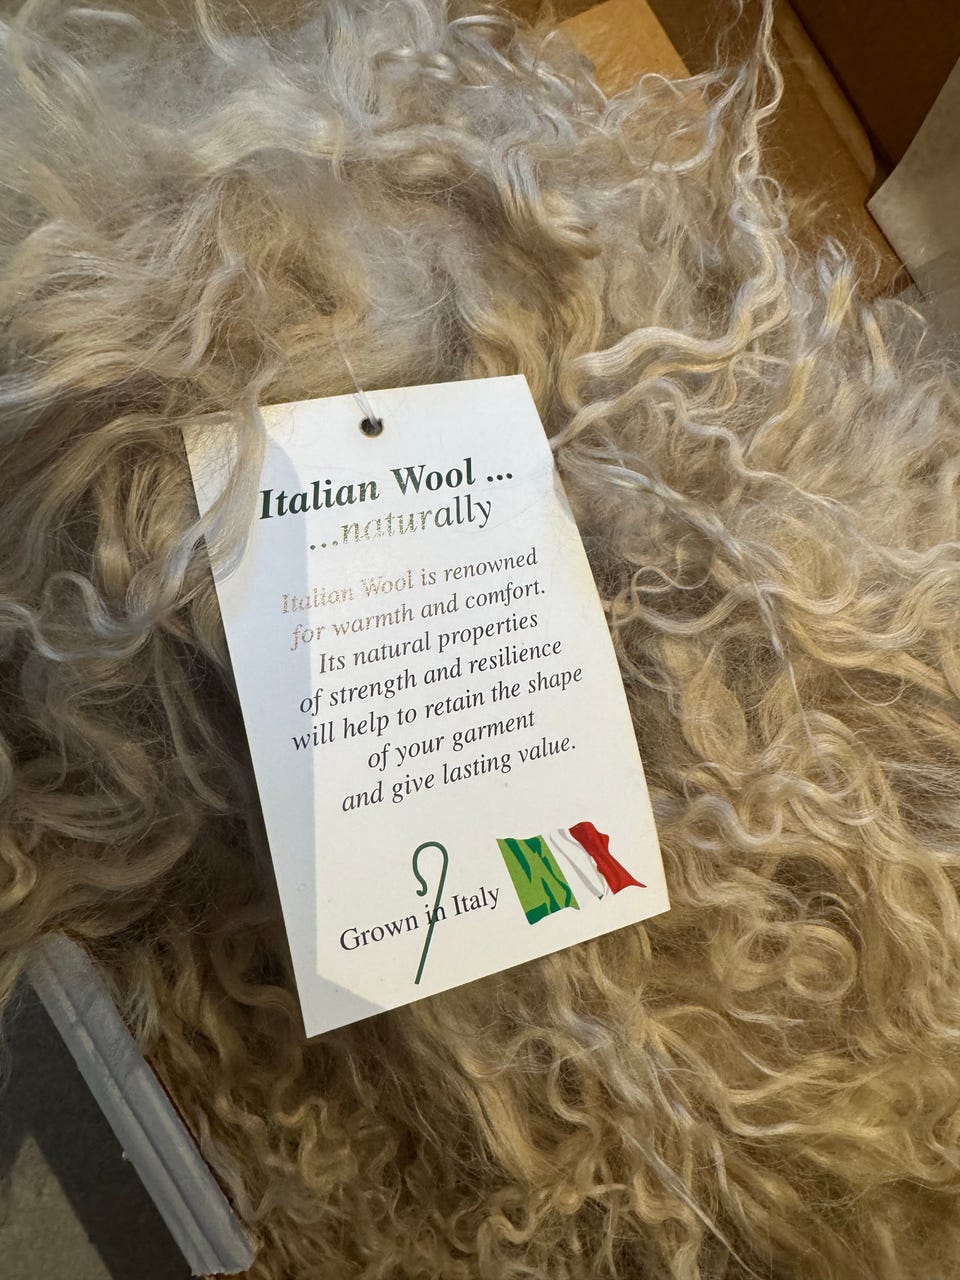 Italian Wool ...
...naturally
Italian Wool is renowned
for warmth and comfort.
Its natural properties
of strength and resilience
will help to retain the shape
of your garment
and give lasting value.
Grown in Italy